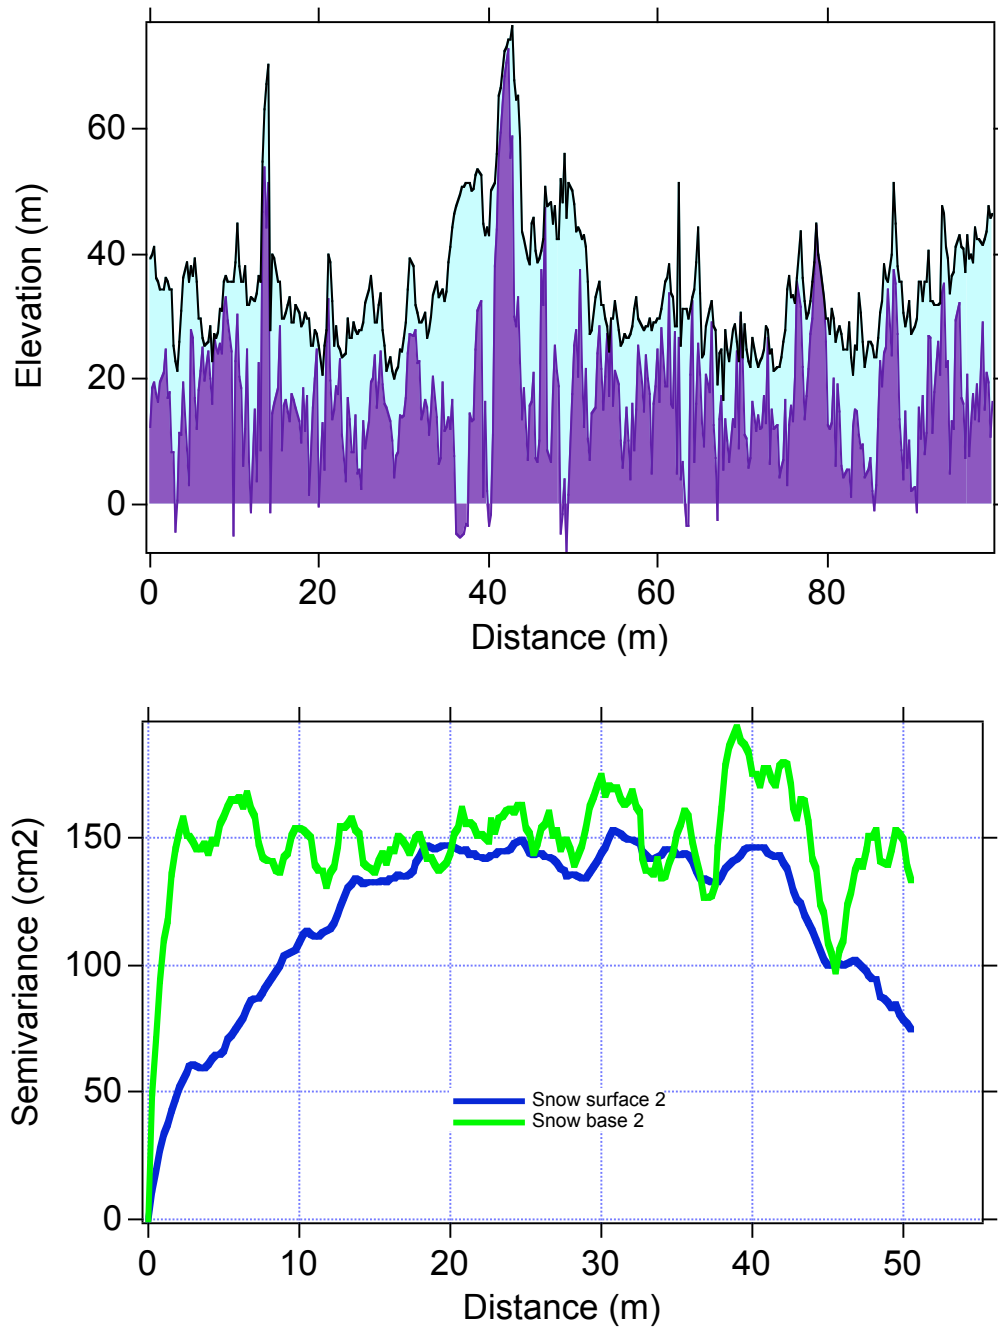 60
40
20
0
Elevation (m)
0 20 40 60 80
Distance (m)
150
100
50
0
Semivariance (cm2)
Snow surface 2
Snow base 2
0 10 20 30 40 50
Distance (m)